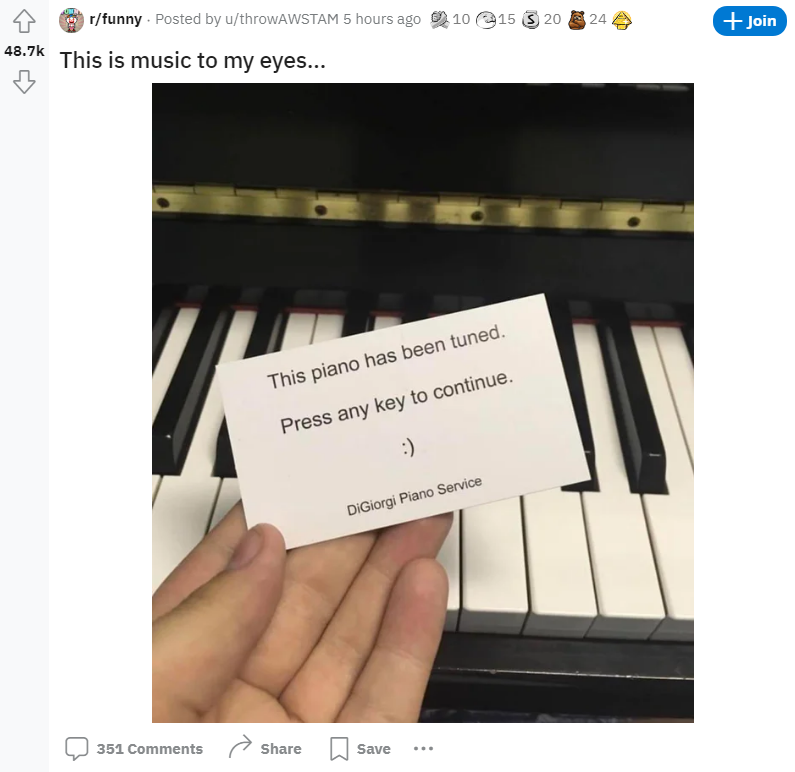 r/funny · Posted by u/throwAWSTAM 5 hours ago 10 15 S 20 24
Join
48.7k
This is music to my eyes...
This piano has been tuned.
Press any key to continue.
:)
DiGiorgi Piano Service
351 Comments Share Save ...